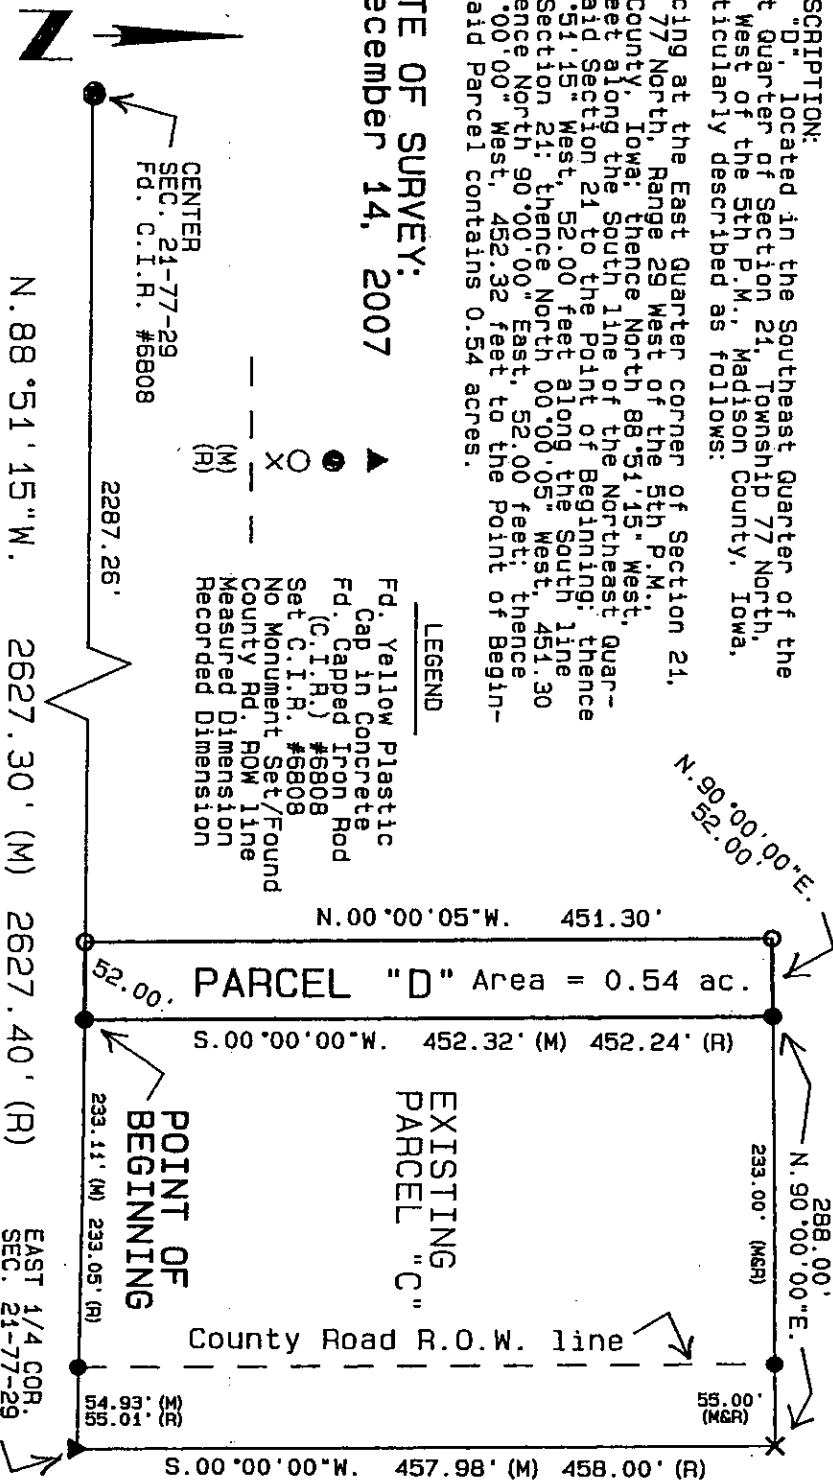 SCRIPTION:
"D", located in the Southeast Quarter of the
t Quarter of Section 21, Township 77 North,
West of the 5th P.M., Madison County, Iowa,
ticularly described as follows:
cing at the East Quarter corner of Section 21,
77 North, Range 29 West of the 5th P.M.,
County, Iowa; thence North 88°51'15" West,
eet along the South line of the Northeast Quar-
aid Section 21 to the Point of Beginning; thence
°51'15" West, 52.00 feet along the South line
Section 21; thence North 00°00'05" West, 451.30
ence North 90°00'00" East, 52.00 feet; thence
°00'00" West, 452.32 feet to the Point of Begin-
aid Parcel contains 0.54 acres.
TE OF SURVEY:
ecember 14, 2007
LEGEND
Fd. Yellow Plastic
Cap in Concrete
Fd. Capped Iron Rod
(C.I.R.) #6808
Set C.I.R. #6808
No Monument Set/Found
County Rd. ROW line
(M) Measured Dimension
(R) Recorded Dimension
N
CENTER
SEC. 21-77-29
Fd. C.I.R. #6808
2287.26'
N.88°51'15"W. 2627.30' (M) 2627.40' (R)
N.90°00'00"E.
52.00'
N.00°00'05"W. 451.30'
52.00'
PARCEL "D" Area = 0.54 ac.
S.00°00'00"W. 452.32' (M) 452.24' (R)
288.00'
N.90°00'00"E.
233.00' (M&R)
EXISTING
PARCEL "C"
POINT OF
BEGINNING
233.11' (M) 233.05' (R)
County Road R.O.W. line
54.93' (M)
55.01' (R)
55.00'
(M&R)
S.00°00'00"W. 457.98' (M) 458.00' (R)
EAST 1/4 COR.
SEC. 21-77-29